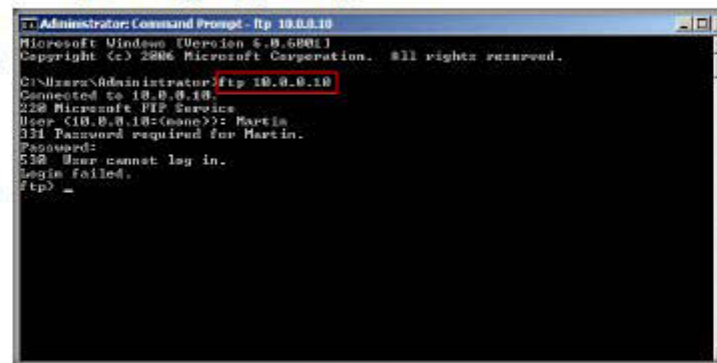 Administrator: Command Prompt - ftp 10.0.0.10
Microsoft Windows [Version 6.0.6001]
Copyright (c) 2006 Microsoft Corporation. All rights reserved.
C:\Users\Administrator>ftp 10.0.0.10
Connected to 10.0.0.10.
220 Microsoft FTP Service
User (10.0.0.10:(none)): Martin
331 Password required for Martin.
Password:
530 User cannot log in.
Login failed.
ftp> _